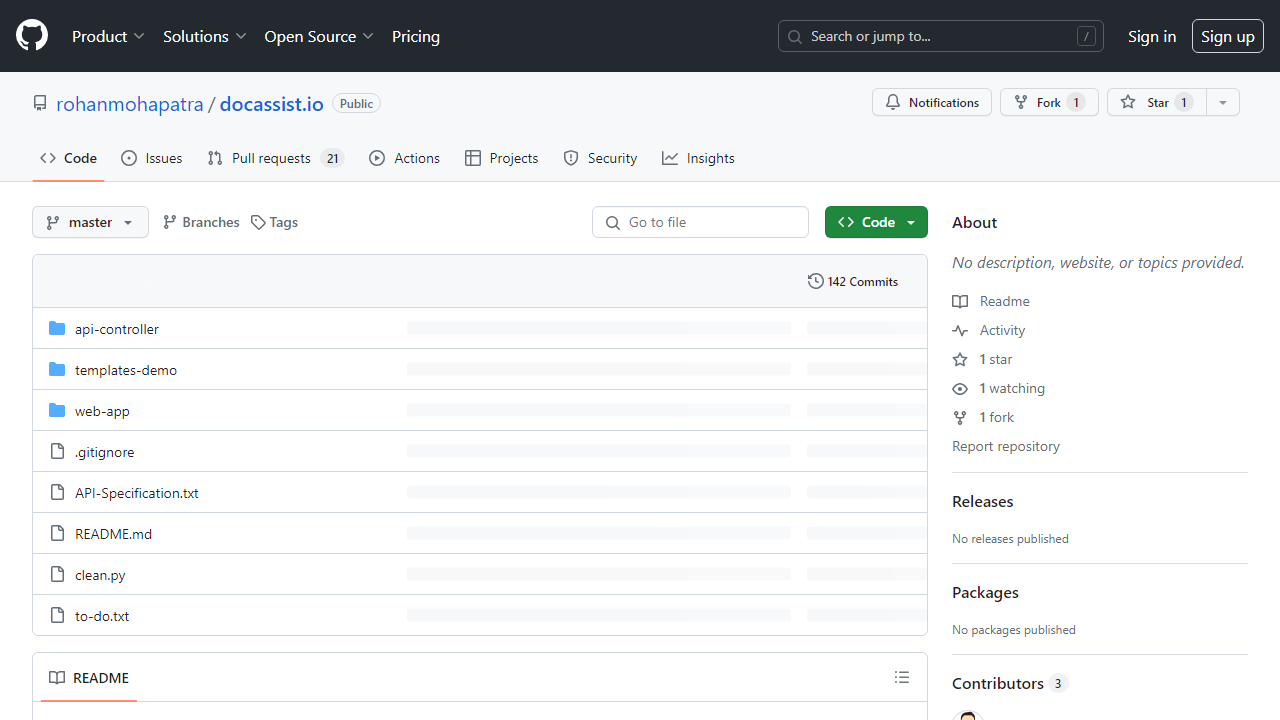 Product Solutions Open Source Pricing Search or jump to... / Sign in Sign up
rohanmohapatra / docassist.io Public Notifications Fork 1 Star 1
Code Issues Pull requests 21 Actions Projects Security Insights
master Branches Tags Go to file Code
142 Commits
api-controller
templates-demo
web-app
.gitignore
API-Specification.txt
README.md
clean.py
to-do.txt
README
About
No description, website, or topics provided.
Readme
Activity
1 star
1 watching
1 fork
Report repository
Releases
No releases published
Packages
No packages published
Contributors 3